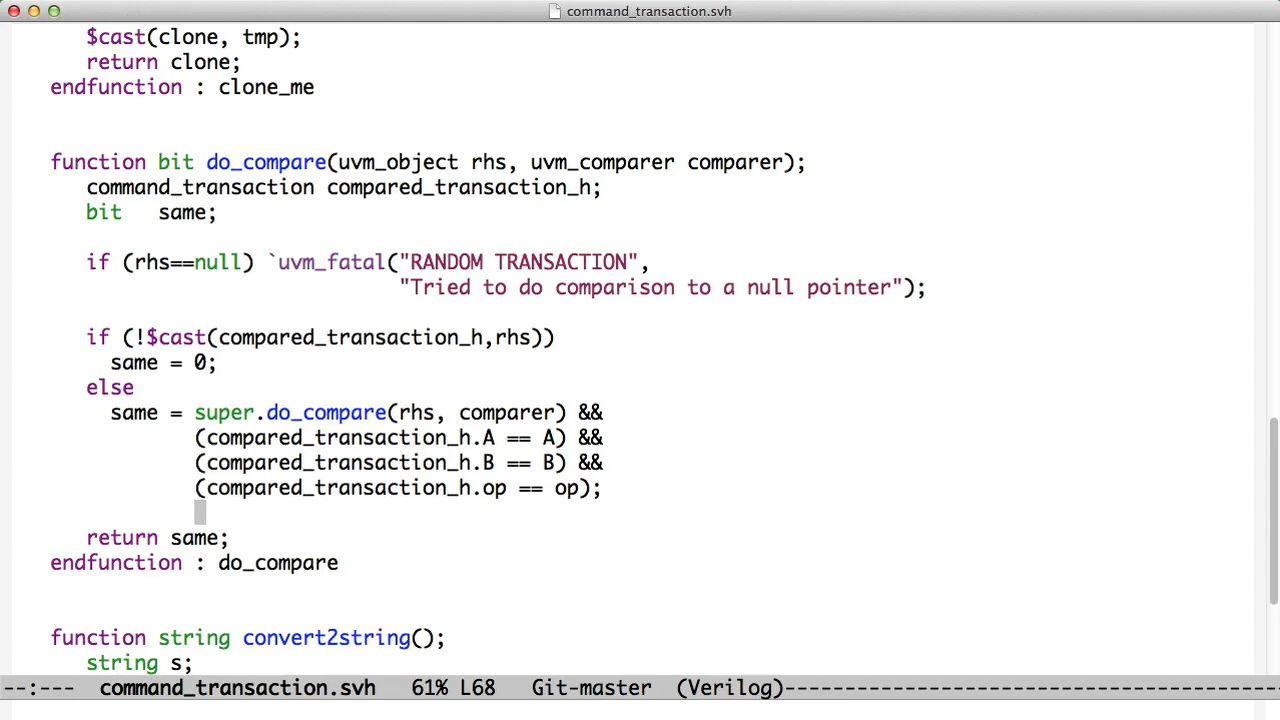 command_transaction.svh
$cast(clone, tmp);
return clone;
endfunction : clone_me
function bit do_compare(uvm_object rhs, uvm_comparer comparer);
command_transaction compared_transaction_h;
bit   same;
if (rhs==null) `uvm_fatal("RANDOM TRANSACTION",
"Tried to do comparison to a null pointer");
if (!$cast(compared_transaction_h,rhs))
same = 0;
else
same = super.do_compare(rhs, comparer) &&
(compared_transaction_h.A == A) &&
(compared_transaction_h.B == B) &&
(compared_transaction_h.op == op);
return same;
endfunction : do_compare
function string convert2string();
string s;
--:---  command_transaction.svh   61% L68   Git-master  (Verilog)------------------------------------------